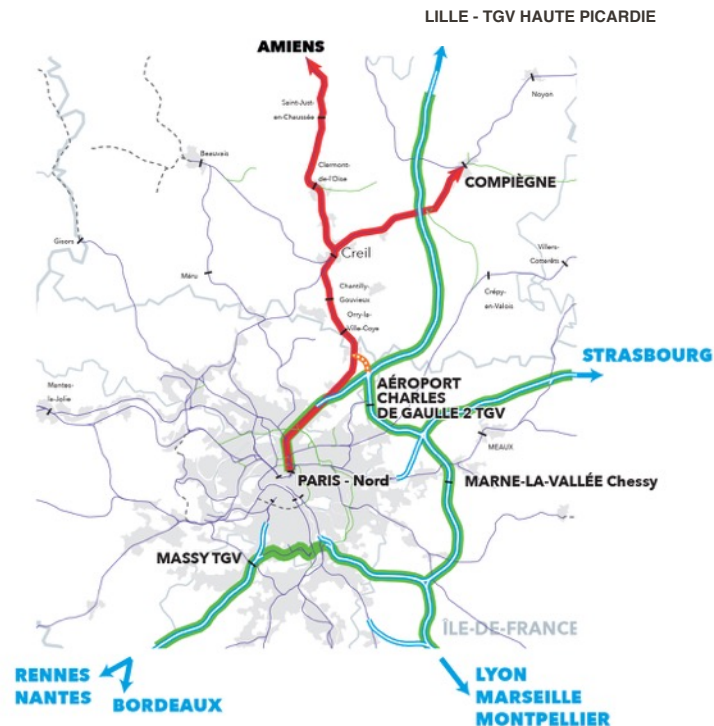 LILLE - TGV HAUTE PICARDIE
AMIENS
Noyon
Saint-Just-
en-Chaussée
Beauvais
Clermont-
de-l'Oise
COMPIÈGNE
Gisors
Creil
Villers-
Cotterêts
Méru
Chantilly-
Gouvieux
Crépy-
en-Valois
Orry-la-
Ville-Coye
STRASBOURG
Mantes-
la-Jolie
AÉROPORT
CHARLES
DE GAULLE 2 TGV
MEAUX
PARIS - Nord
MARNE-LA-VALLÉE Chessy
MASSY TGV
ÎLE-DE-FRANCE
RENNES
NANTES
BORDEAUX
LYON
MARSEILLE
MONTPELLIER